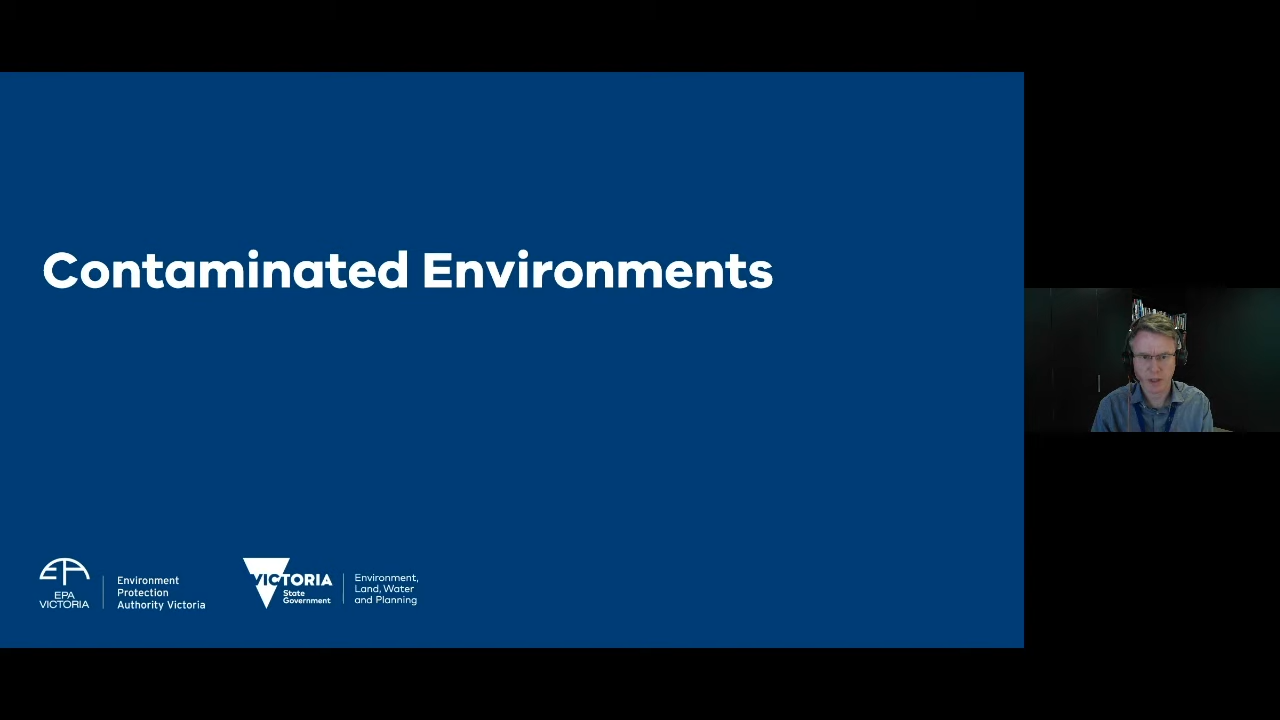 Contaminated Environments
EPA
VICTORIA
Environment
Protection
Authority Victoria
VICTORIA
State
Government
Environment,
Land, Water
and Planning